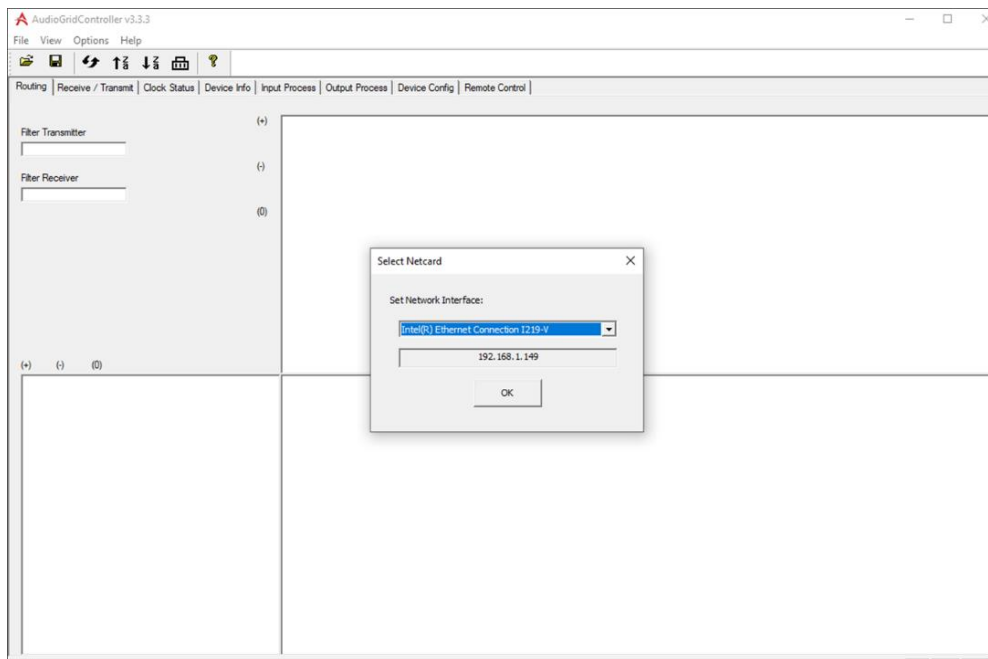 AudioGridController v3.3.3
File View Options Help
Routing Receive / Transmit Clock Status Device Info Input Process Output Process Device Config Remote Control
Filter Transmitter
(+)
(-)
Filter Receiver
(0)
Select Netcard
Set Network Interface:
Intel(R) Ethernet Connection I219-V
192.168.1.149
OK
(+) (-) (0)